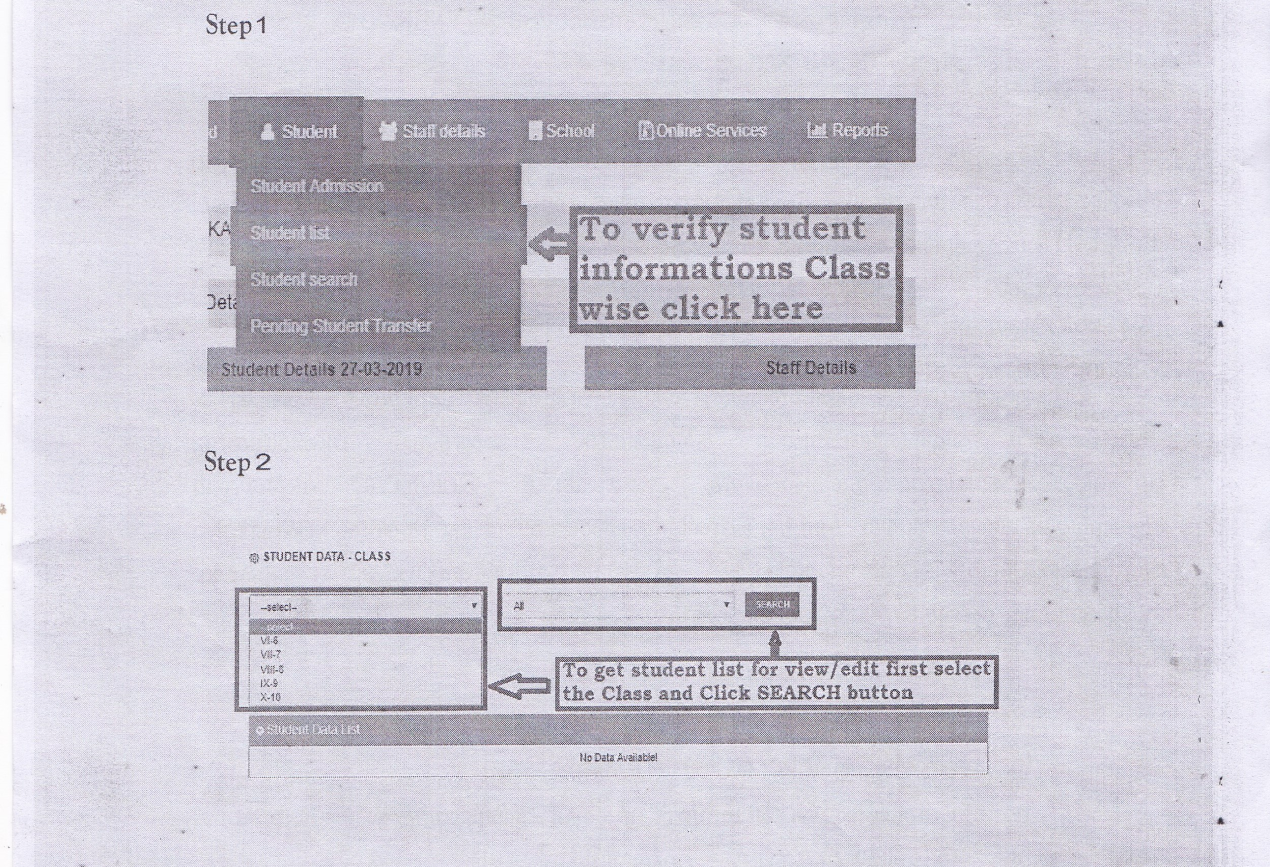 Step 1
d Student Staff details School Online Services Reports
Student Admission
KA
Student list
Student search
Deta
Pending Student Transfer
To verify student
informations Class
wise click here
Student Details 27-03-2019
Staff Details
Step 2
STUDENT DATA - CLASS
--select--
--select--
VI-6
VII-7
VIII-8
IX-9
X-10
All
SEARCH
To get student list for view/edit first select
the Class and Click SEARCH button
Student Data List
No Data Available!